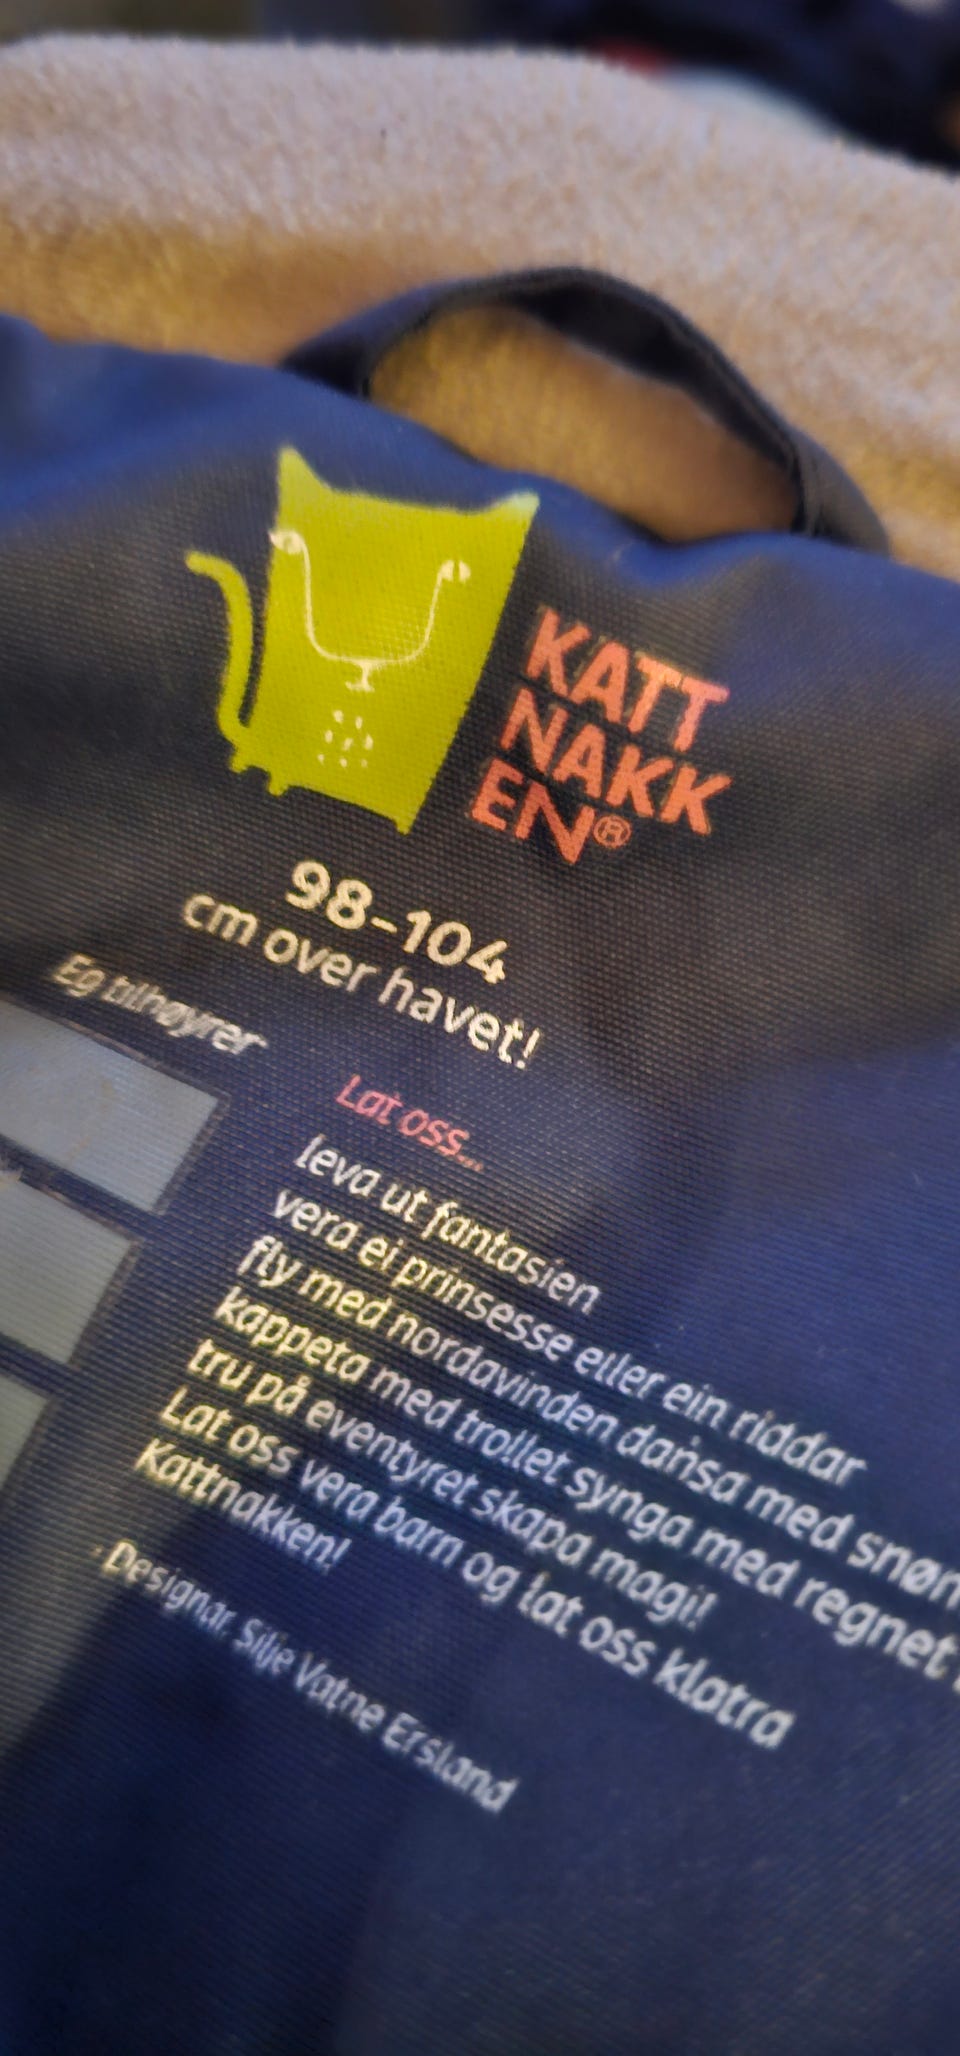 KATT
NAKK
EN®
98-104
cm over havet!
Eg tilhøyrer
Lat oss...
leva ut fantasien
vera ei prinsesse eller ein riddar
fly med nordavinden dansa med snøn
kappeta med trollet synga med regnet
tru på eventyret skapa magi!
Lat oss vera barn og lat oss klatra
Kattnakken!
Designar, Silje Vatne Ersland